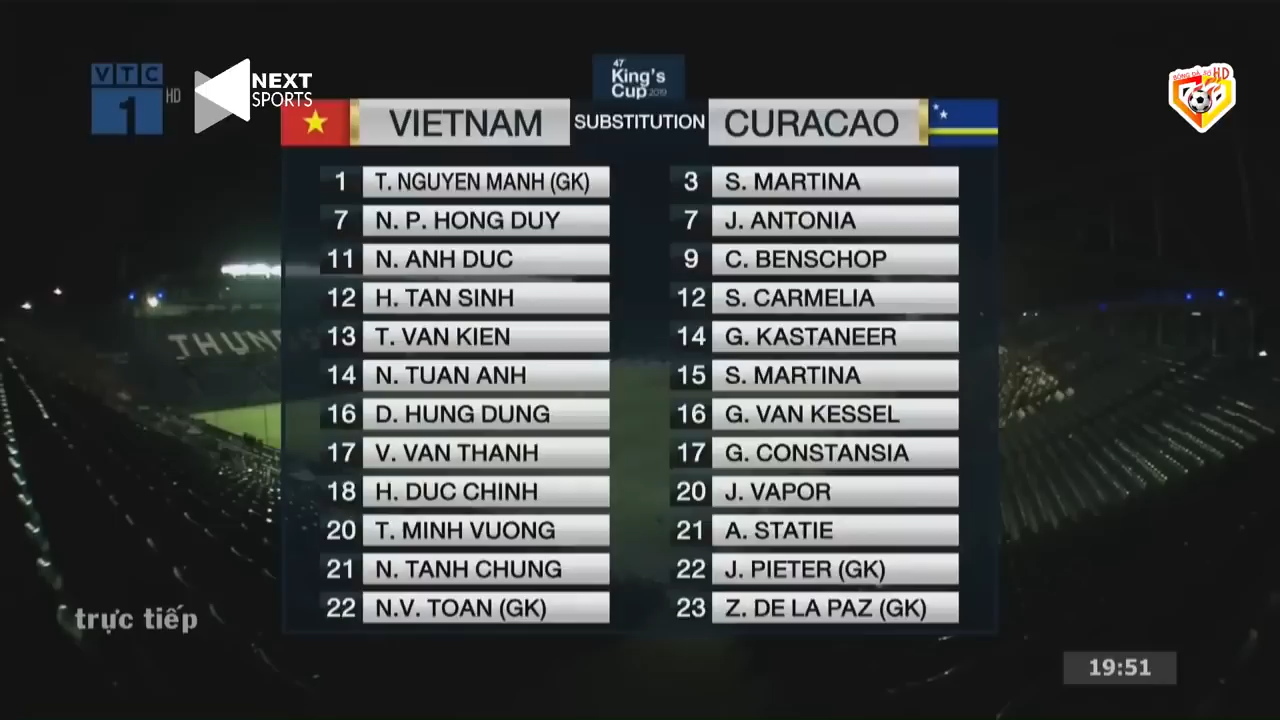 VTC
1
HD
NEXT
SPORTS
47
King's
Cup 2019
BÓNG ĐÁ SỐ HD
VIETNAM
SUBSTITUTION
CURACAO
1 T. NGUYEN MANH (GK)
3 S. MARTINA
7 N. P. HONG DUY
7 J. ANTONIA
11 N. ANH DUC
9 C. BENSCHOP
12 H. TAN SINH
12 S. CARMELIA
13 T. VAN KIEN
14 G. KASTANEER
14 N. TUAN ANH
15 S. MARTINA
16 D. HUNG DUNG
16 G. VAN KESSEL
17 V. VAN THANH
17 G. CONSTANSIA
18 H. DUC CHINH
20 J. VAPOR
20 T. MINH VUONG
21 A. STATIE
21 N. TANH CHUNG
22 J. PIETER (GK)
22 N.V. TOAN (GK)
23 Z. DE LA PAZ (GK)
trực tiếp
19:51